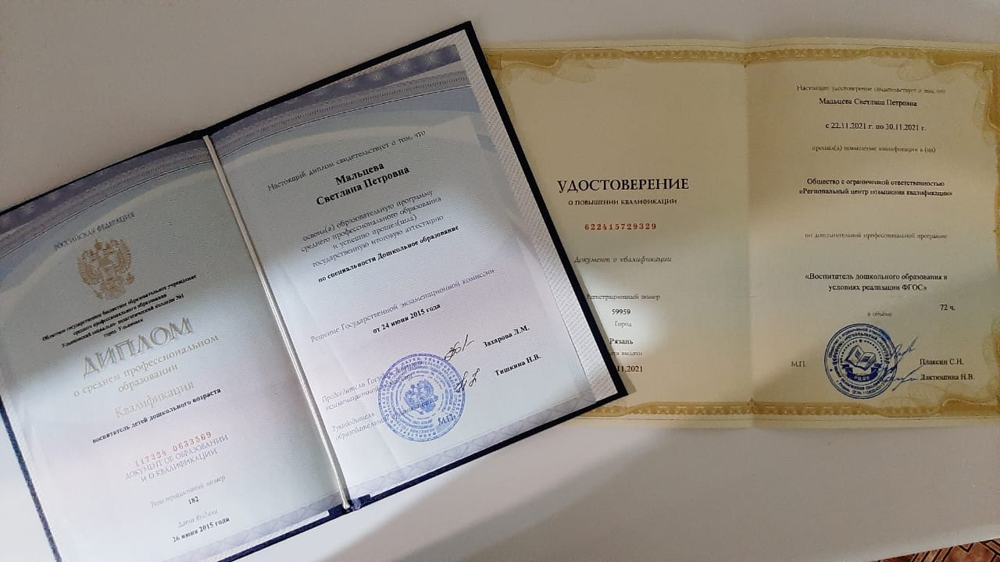 РОССИЙСКАЯ ФЕДЕРАЦИЯ
Областное государственное бюджетное образовательное учреждение
среднего профессионального образования
Ульяновский социально-педагогический колледж №1
город Ульяновск
ДИПЛОМ
о среднем профессиональном
образовании
Квалификация
воспитатель детей дошкольного возраста
117324 0633569
ДОКУМЕНТ ОБ ОБРАЗОВАНИИ
И О КВАЛИФИКАЦИИ
Регистрационный номер
182
Дата выдачи
26 июня 2015 года
Настоящий диплом свидетельствует о том, что
Мальцева
Светлана Петровна
освоил(а) образовательную программу
среднего профессионального образования
и успешно прошел(шла)
государственную итоговую аттестацию
по специальности Дошкольное образование
Решение Государственной экзаменационной комиссии
от 24 июня 2015 года
Председатель Государственной
экзаменационной
Захарова Л.М.
Руководитель
образовательной организации
Тишкина Н.В.
М.П.
УДОСТОВЕРЕНИЕ
О ПОВЫШЕНИИ КВАЛИФИКАЦИИ
622415729329
Документ о квалификации
Регистрационный номер
59959
Город
Рязань
выдачи
11.2021
Настоящее удостоверение свидетельствует о том, что
Мальцева Светлана Петровна
с 22.11.2021 г. по 30.11.2021 г.
прошел(а) повышение квалификации в (на)
Общество с ограниченной ответственностью
«Региональный центр повышения квалификации»
по дополнительной профессиональной программе
«Воспитатель дошкольного образования в
условиях реализации ФГОС»
в объёме
72 ч.
М.П.
РЦПК
Плаксин С.Н.
Лактюшина Н.В.